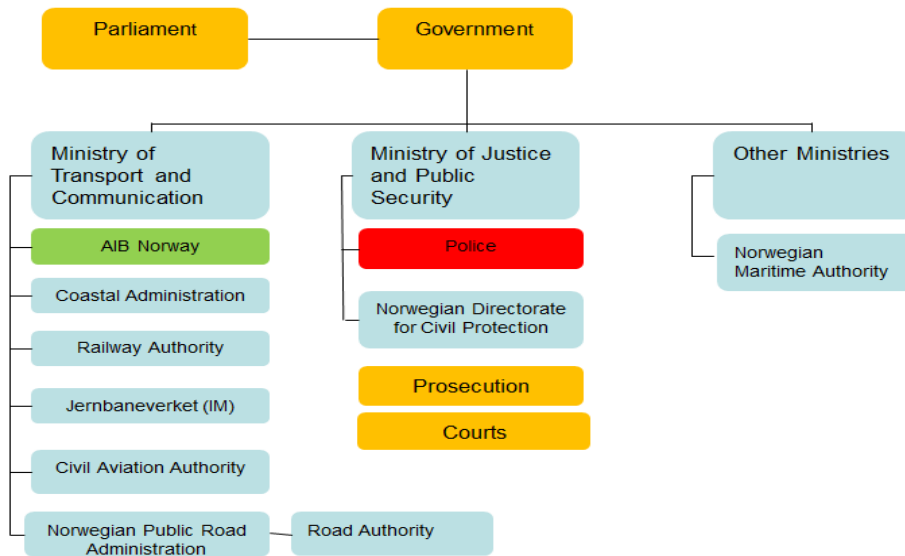 Parliament
Government
Ministry of
Transport and
Communication
Ministry of Justice
and Public
Security
Other Ministries
AIB Norway
Police
Norwegian
Maritime Authority
Coastal Administration
Norwegian Directorate
for Civil Protection
Railway Authority
Prosecution
Jernbaneverket (IM)
Courts
Civil Aviation Authority
Norwegian Public Road
Administration
Road Authority